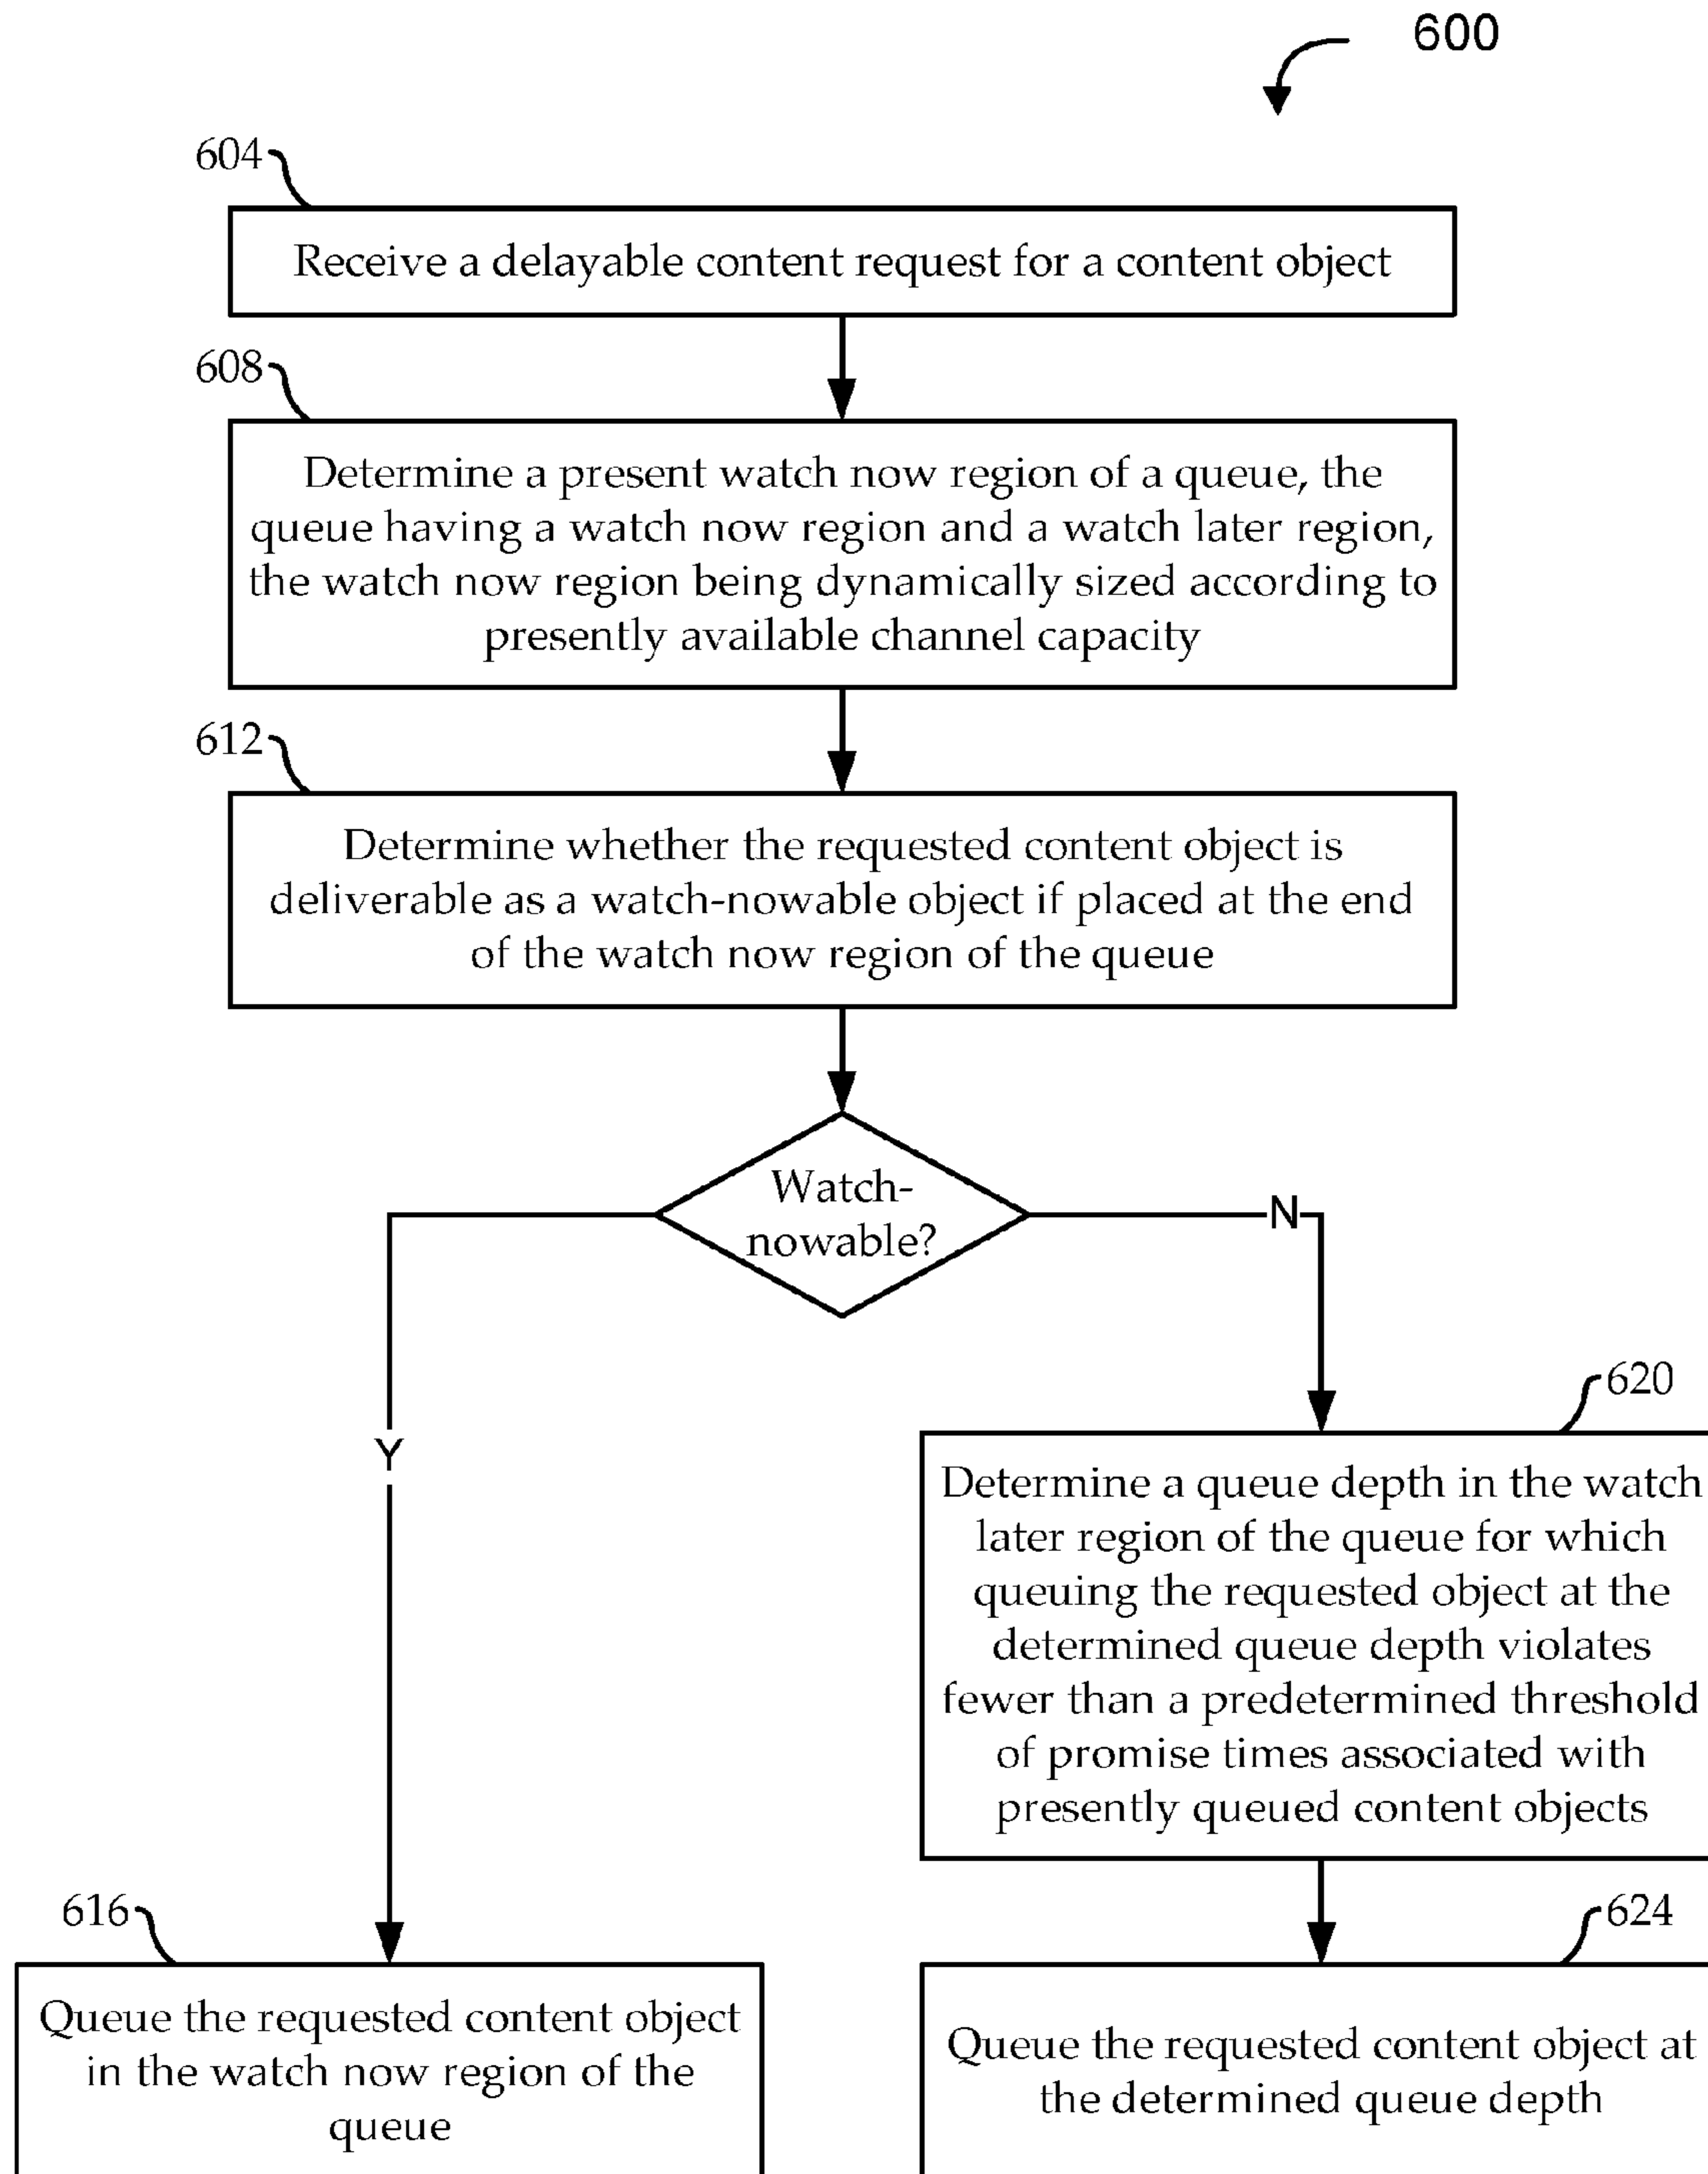 600
604
Receive a delayable content request for a content object
608
Determine a present watch now region of a queue, the
queue having a watch now region and a watch later region,
the watch now region being dynamically sized according to
presently available channel capacity
612
Determine whether the requested content object is
deliverable as a watch-nowable object if placed at the end
of the watch now region of the queue
Watch-
nowable?
N
Y
620
Determine a queue depth in the watch
later region of the queue for which
queuing the requested object at the
determined queue depth violates
fewer than a predetermined threshold
of promise times associated with
presently queued content objects
616
Queue the requested content object
in the watch now region of the
queue
624
Queue the requested content object at
the determined queue depth